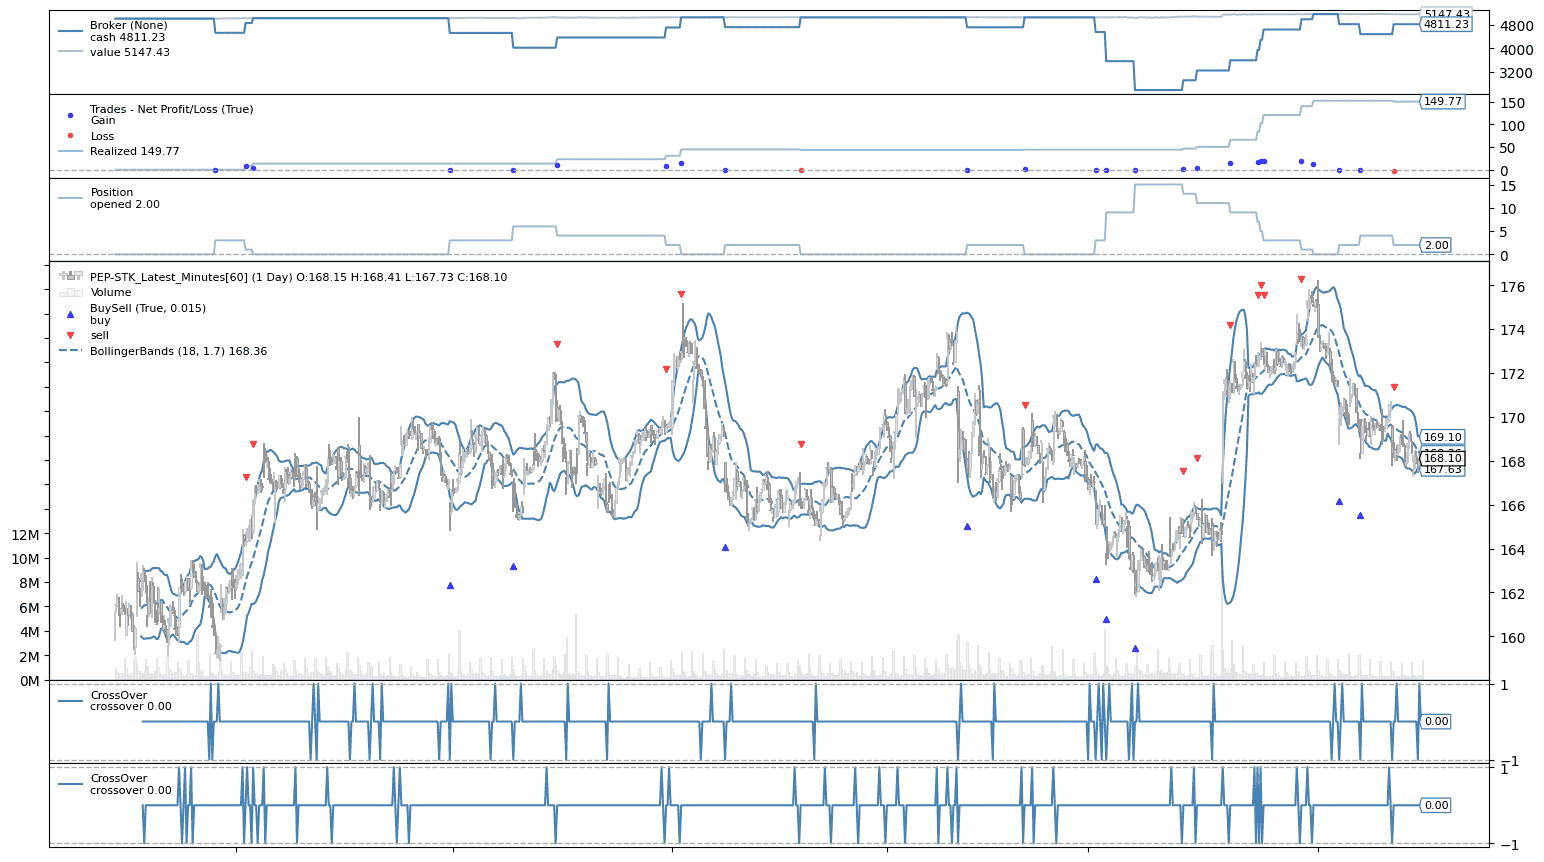 Broker (None)
cash 4811.23
value 5147.43
5147.43
4811.23
4800
4000
3200
Trades - Net Profit/Loss (True)
Gain
Loss
Realized 149.77
149.77
150
100
50
0
Position
opened 2.00
2.00
15
10
5
0
PEP-STK_Latest_Minutes[60] (1 Day) O:168.15 H:168.41 L:167.73 C:168.10
Volume
BuySell (True, 0.015)
buy
sell
BollingerBands (18, 1.7) 168.36
176
174
172
170
168
166
164
162
160
169.10
168.10
167.63
12M
10M
8M
6M
4M
2M
0M
CrossOver
crossover 0.00
1
0.00
−1
CrossOver
crossover 0.00
1
0.00
−1